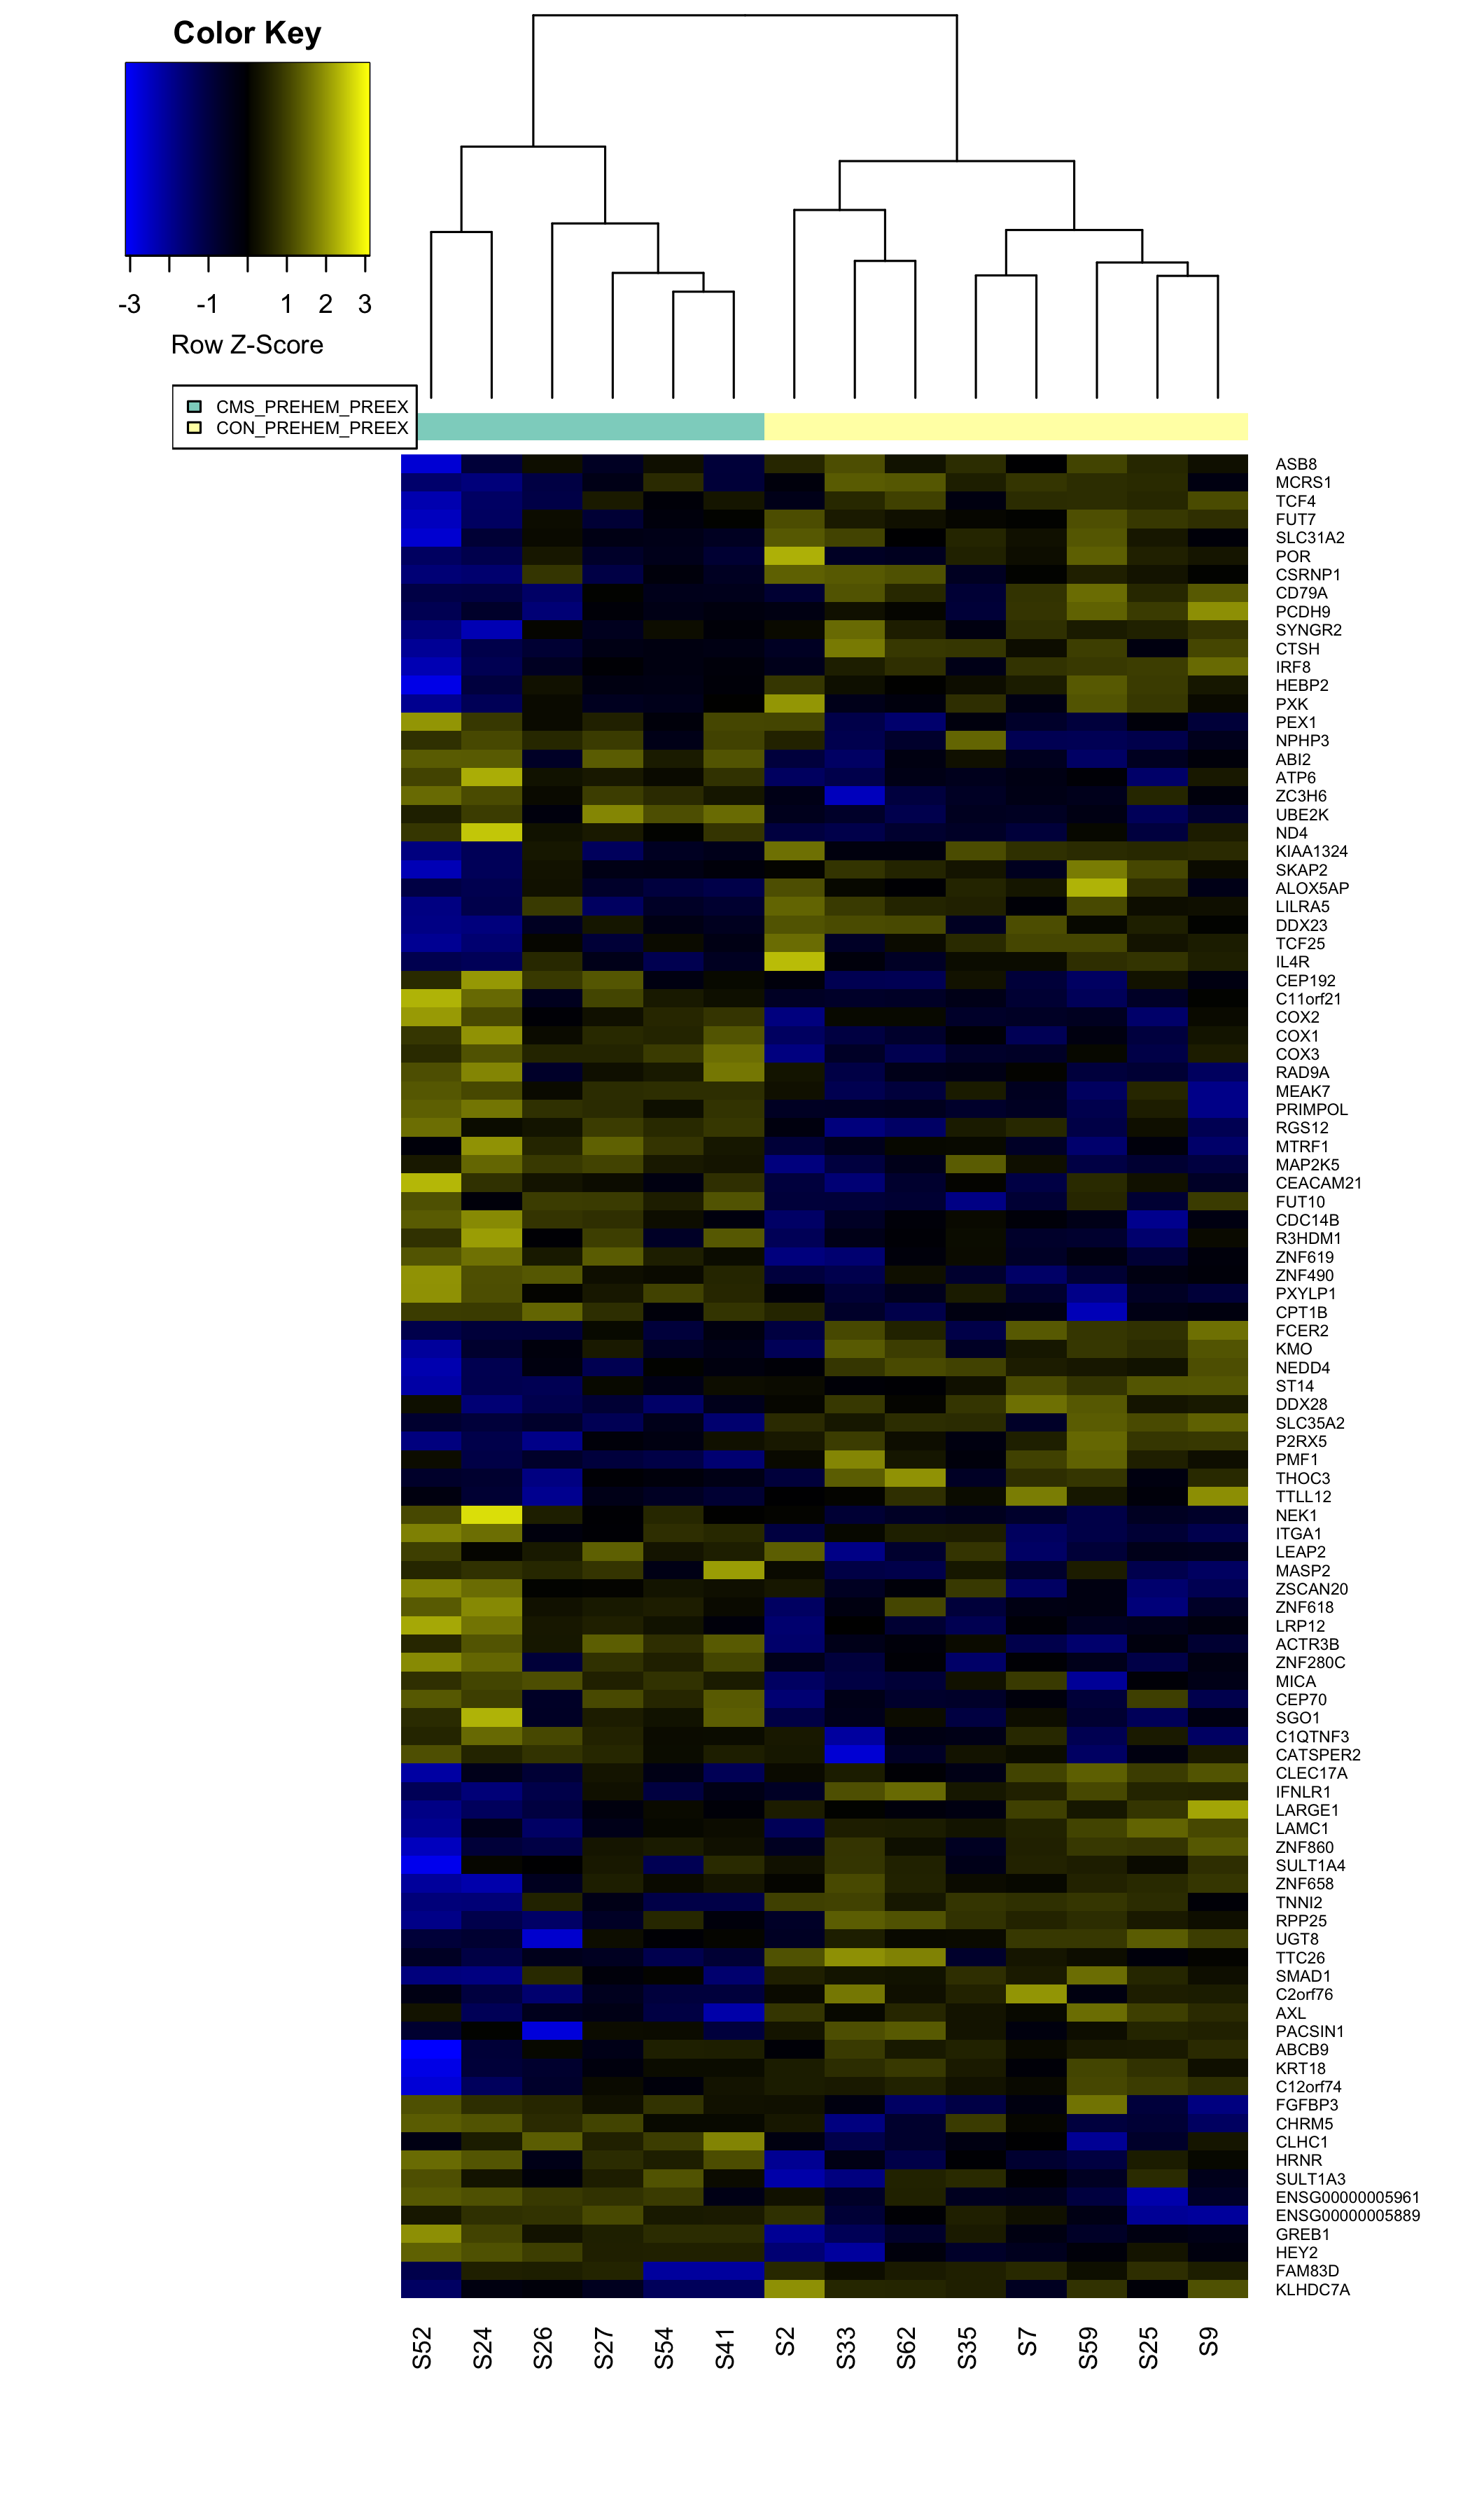 Color Key
-3 -1 1 2 3
Row Z-Score
CMS_PREHEM_PREEX
CON_PREHEM_PREEX
ASB8
MCRS1
TCF4
FUT7
SLC31A2
POR
CSRNP1
CD79A
PCDH9
SYNGR2
CTSH
IRF8
HEBP2
PXK
PEX1
NPHP3
ABI2
ATP6
ZC3H6
UBE2K
ND4
KIAA1324
SKAP2
ALOX5AP
LILRA5
DDX23
TCF25
IL4R
CEP192
C11orf21
COX2
COX1
COX3
RAD9A
MEAK7
PRIMPOL
RGS12
MTRF1
MAP2K5
CEACAM21
FUT10
CDC14B
R3HDM1
ZNF619
ZNF490
PXYLP1
CPT1B
FCER2
KMO
NEDD4
ST14
DDX28
SLC35A2
P2RX5
PMF1
THOC3
TTLL12
NEK1
ITGA1
LEAP2
MASP2
ZSCAN20
ZNF618
LRP12
ACTR3B
ZNF280C
MICA
CEP70
SGO1
C1QTNF3
CATSPER2
CLEC17A
IFNLR1
LARGE1
LAMC1
ZNF860
SULT1A4
ZNF658
TNNI2
RPP25
UGT8
TTC26
SMAD1
C2orf76
AXL
PACSIN1
ABCB9
KRT18
C12orf74
FGFBP3
CHRM5
CLHC1
HRNR
SULT1A3
ENSG00000005961
ENSG00000005889
GREB1
HEY2
FAM83D
KLHDC7A
S52 S24 S26 S27 S54 S41 S2 S33 S62 S35 S7 S59 S25 S9